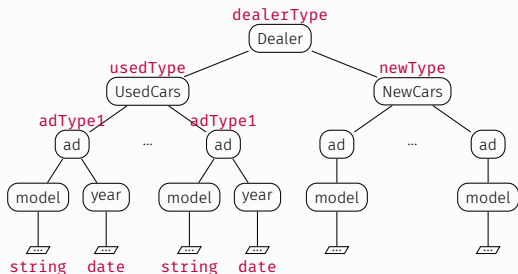 dealerType
Dealer
usedType newType
UsedCars NewCars
adType1 adType1
ad ... ad ad ... ad
model year model year model model
... ... ... ... ... ...
string date string date